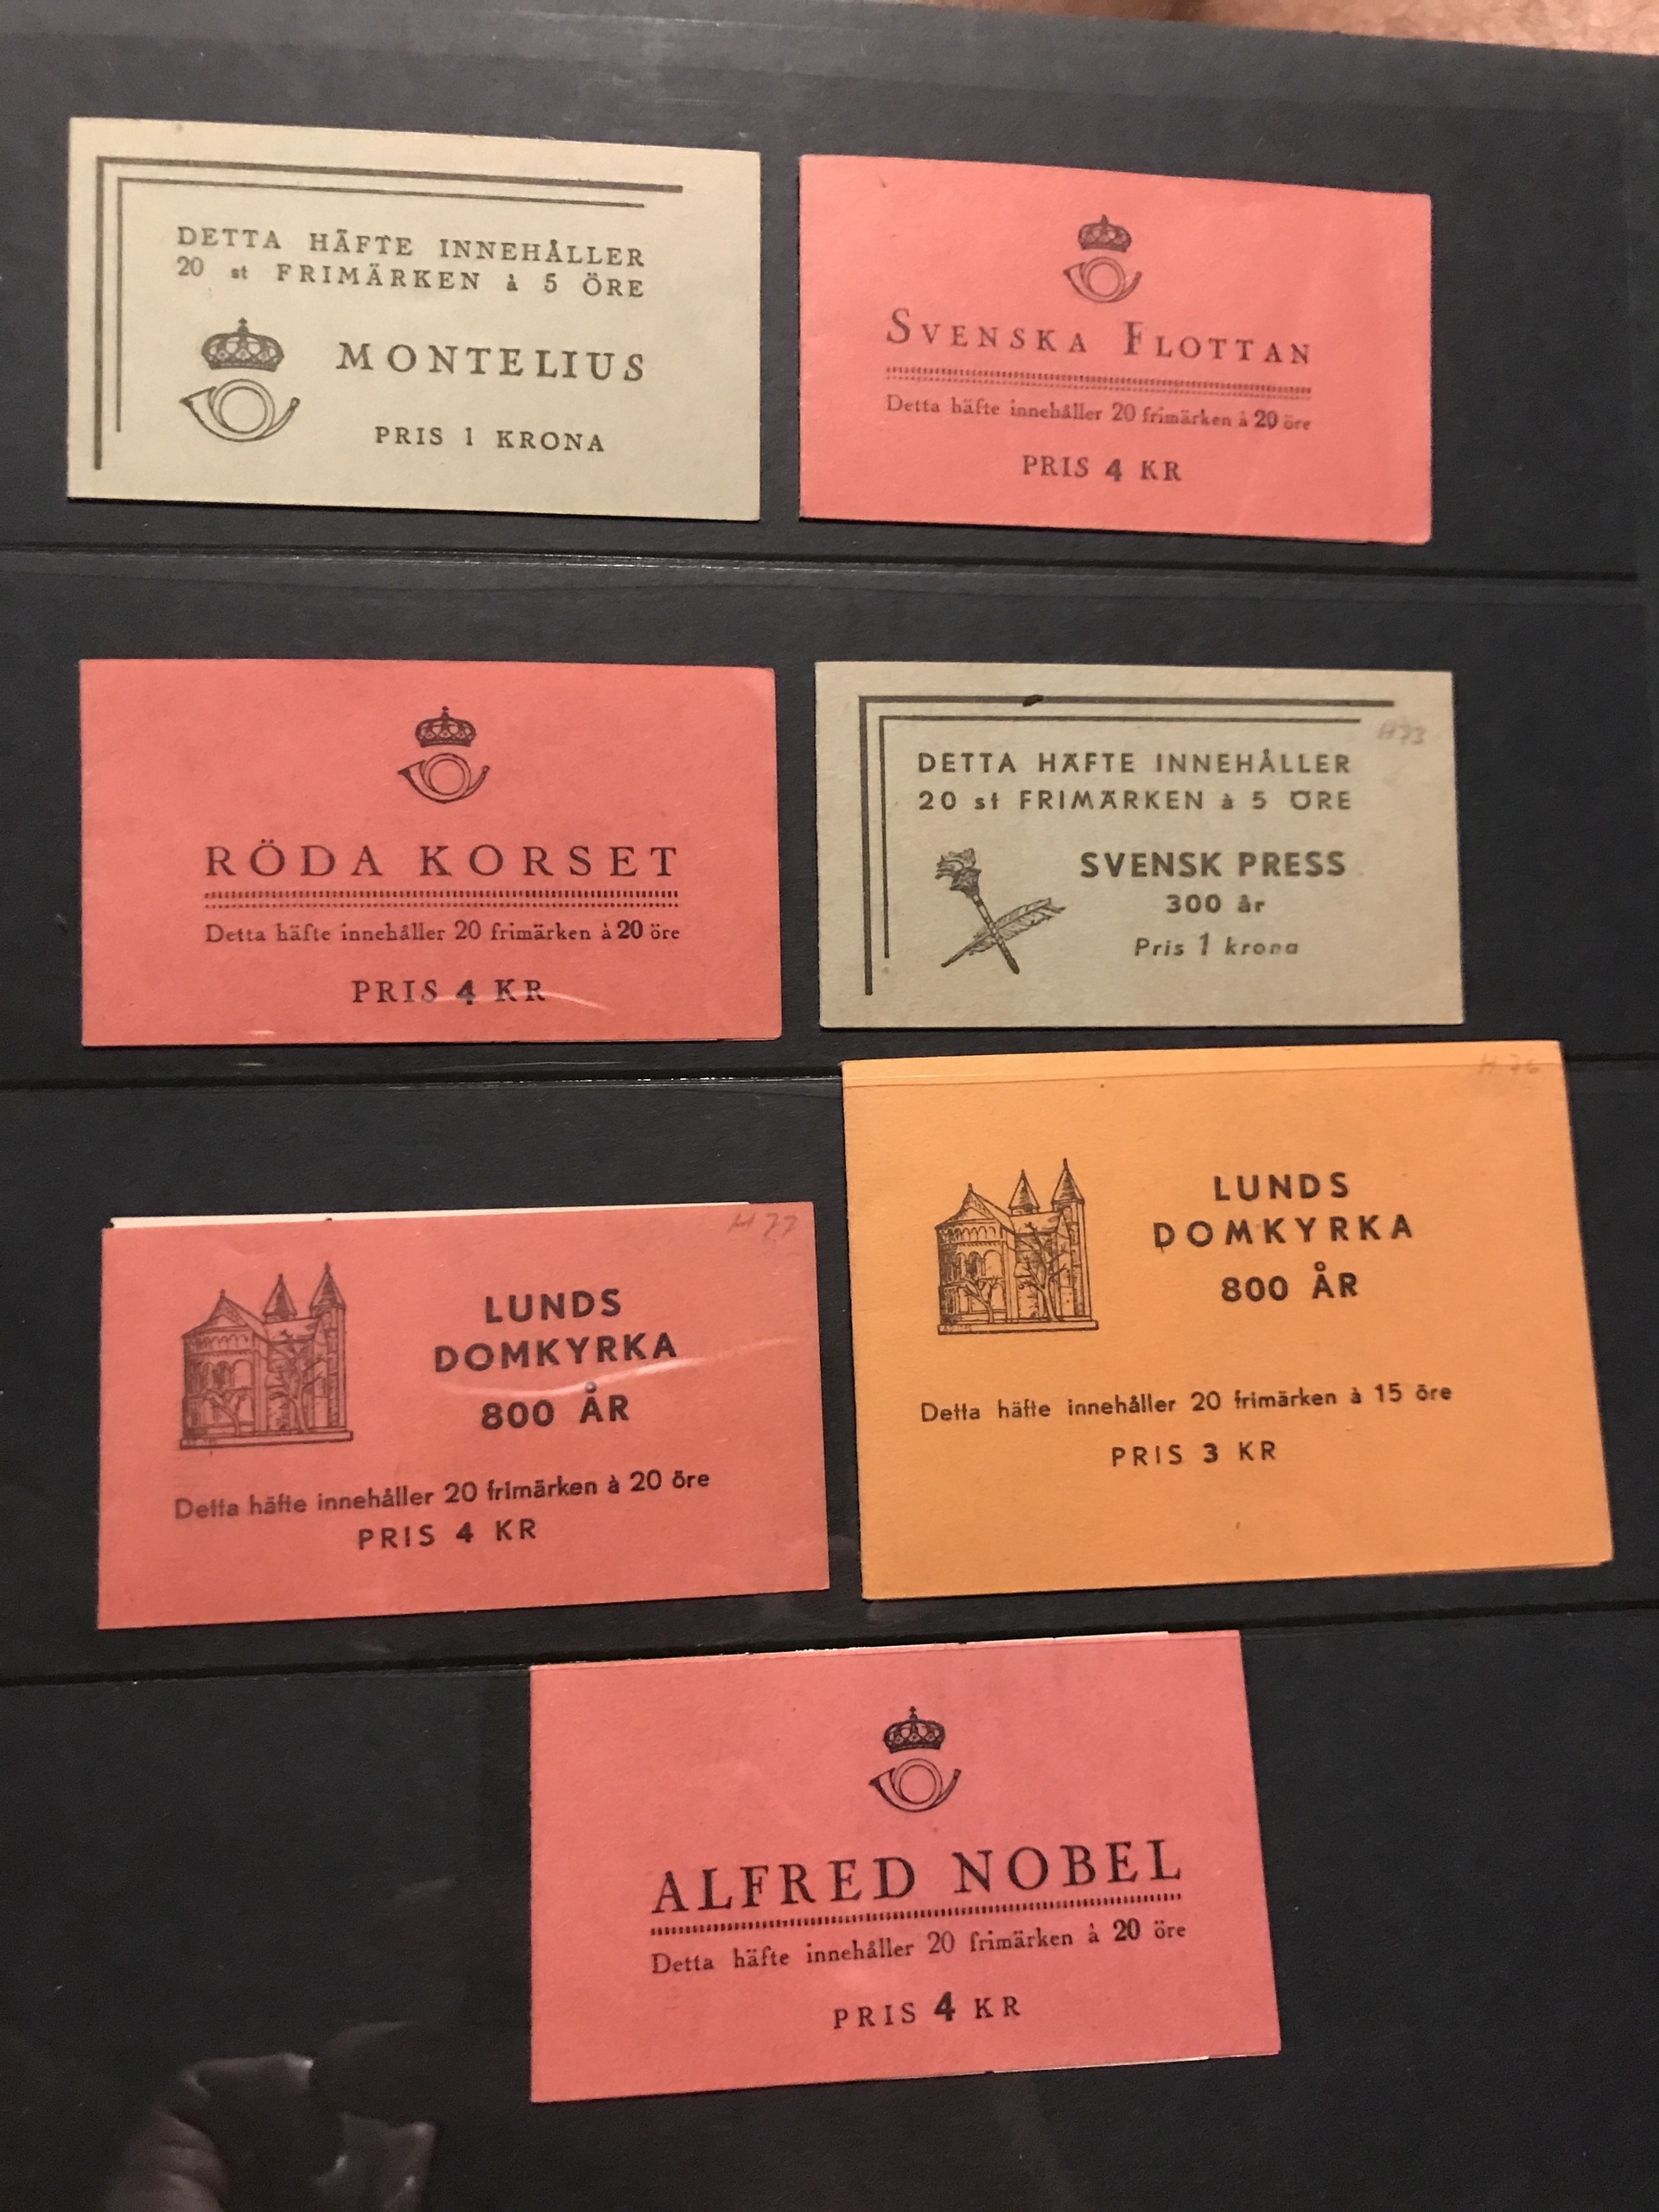 DETTA HÄFTE INNEHÅLLER
20 st FRIMÄRKEN à 5 ÖRE
MONTELIUS
PRIS 1 KRONA
SVENSKA FLOTTAN
Detta häfte innehåller 20 frimärken à 20 öre
PRIS 4 KR
RÖDA KORSET
Detta häfte innehåller 20 frimärken à 20 öre
PRIS 4 KR
H73
DETTA HÄFTE INNEHÅLLER
20 st FRIMÄRKEN à 5 ÖRE
SVENSK PRESS
300 år
Pris 1 krona
H 77
LUNDS
DOMKYRKA
800 ÅR
Detta häfte innehåller 20 frimärken à 20 öre
PRIS 4 KR
H 76
LUNDS
DOMKYRKA
800 ÅR
Detta häfte innehåller 20 frimärken à 15 öre
PRIS 3 KR
ALFRED NOBEL
Detta häfte innehåller 20 frimärken à 20 öre
PRIS 4 KR